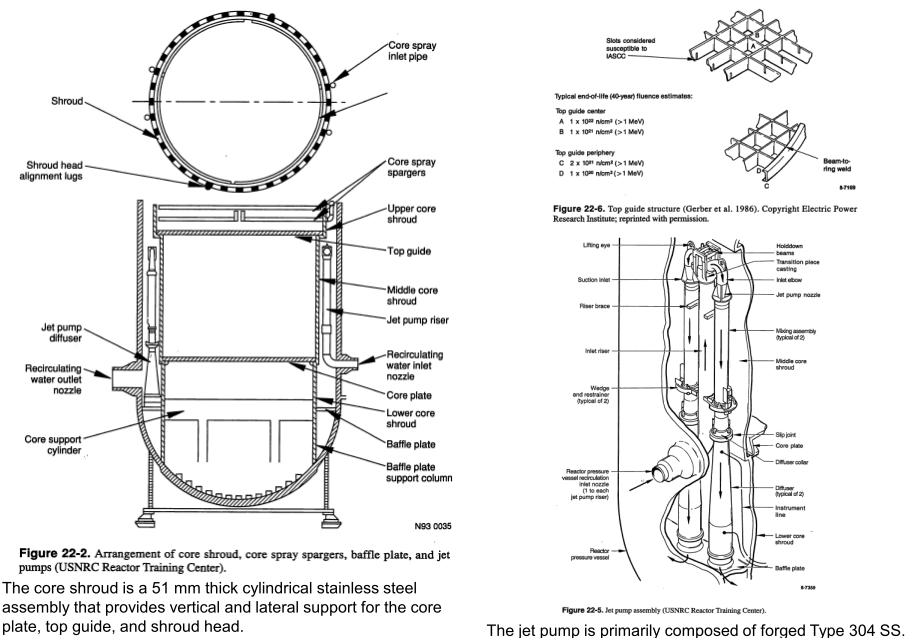 Core spray
inlet pipe
Shroud
Shroud head
alignment lugs
Core spray
spargers
Upper core
shroud
Top guide
Middle core
shroud
Jet pump riser
Jet pump
diffuser
Recirculating
water inlet
nozzle
Recirculating
water outlet
nozzle
Core plate
Lower core
shroud
Baffle plate
Core support
cylinder
Baffle plate
support column
N93 0035
Figure 22-2. Arrangement of core shroud, core spray spargers, baffle plate, and jet
pumps (USNRC Reactor Training Center).
The core shroud is a 51 mm thick cylindrical stainless steel
assembly that provides vertical and lateral support for the core
plate, top guide, and shroud head.
Slots considered
susceptible to
IASCC
B
A
Typical end-of-life (40-year) fluence estimates:
Top guide center
A 1 x 10²² n/cm² (>1 MeV)
B 1 x 10²¹ n/cm² (>1 MeV)
Top guide periphery
C 2 x 10²¹ n/cm² (>1 MeV)
D 1 x 10²⁰ n/cm² (>1 MeV)
Beam-to-
ring weld
D
C
8-7169
Figure 22-6. Top guide structure (Gerber et al. 1986). Copyright Electric Power
Research Institute; reprinted with permission.
Lifting eye
Holddown
beams
Transition piece
casting
Suction inlet
Inlet elbow
Jet pump nozzle
Riser brace
Mixing assembly
(typical of 2)
Inlet riser
Middle core
shroud
Wedge
and restrainer
(typical of 2)
Slip joint
Core plate
Diffuser collar
Reactor pressure
vessel recirculation
inlet nozzle
(1 to each
jet pump riser)
Diffuser
(typical of 2)
Instrument
line
Lower core
shroud
Reactor
pressure vessel
Baffle plate
Figure 22-5. Jet pump assembly (USNRC Reactor Training Center).
The jet pump is primarily composed of forged Type 304 SS.